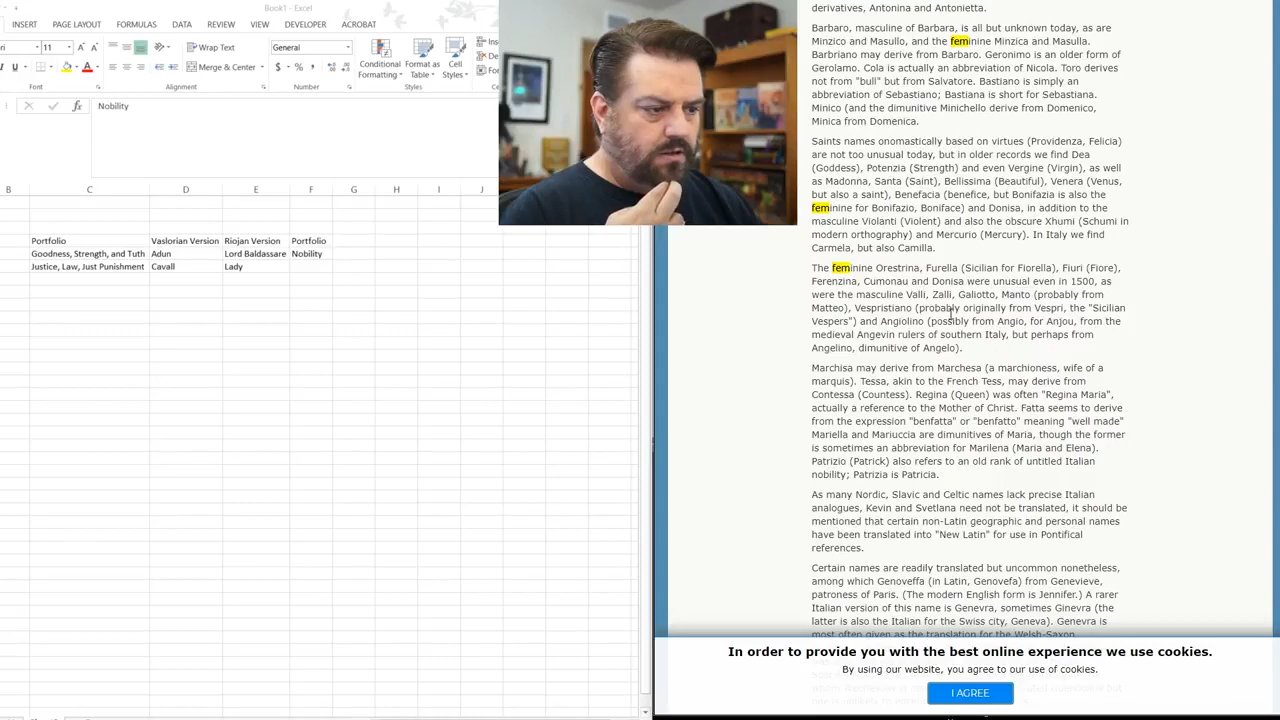 Book1 - Excel
INSERT PAGE LAYOUT FORMULAS DATA REVIEW VIEW DEVELOPER ACROBAT
11 Wrap Text General Insert
Merge & Center $ % Conditional Formatting Format as Table Cell Styles Delete Format
Font Alignment Number Styles Cells
Nobility
B C D E F G H I J
Portfolio Vaslorian Version Riojan Version Portfolio
Goodness, Strength, and Tuth Adun Lord Baldassare Nobility
Justice, Law, Just Punishment Cavall Lady
derivatives, Antonina and Antonietta.
Barbaro, masculine of Barbara, is all but unknown today, as are
Minzico and Masullo, and the feminine Minzica and Masulla.
Barbriano may derive from Barbaro. Geronimo is an older form of
Gerolamo. Cola is actually an abbreviation of Nicola. Toro derives
not from "bull" but from Salvatore. Bastiano is simply an
abbreviation of Sebastiano; Bastiana is short for Sebastiana.
Minico (and the dimunitive Minichello derive from Domenico,
Minica from Domenica.
Saints names onomastically based on virtues (Providenza, Felicia)
are not too unusual today, but in older records we find Dea
(Goddess), Potenzia (Strength) and even Vergine (Virgin), as well
as Madonna, Santa (Saint), Bellissima (Beautiful), Venera (Venus,
but also a saint), Benefacia (benefice, but Bonifazia is also the
feminine for Bonifazio, Boniface) and Donisa, in addition to the
masculine Violanti (Violent) and also the obscure Xhumi (Schumi in
modern orthography) and Mercurio (Mercury). In Italy we find
Carmela, but also Camilla.
The feminine Orestrina, Furella (Sicilian for Fiorella), Fiuri (Fiore),
Ferenzina, Cumonau and Donisa were unusual even in 1500, as
were the masculine Valli, Zalli, Galiotto, Manto (probably from
Matteo), Vespristiano (probably originally from Vespri, the "Sicilian
Vespers") and Angiolino (possibly from Angio, for Anjou, from the
medieval Angevin rulers of southern Italy, but perhaps from
Angelino, dimunitive of Angelo).
Marchisa may derive from Marchesa (a marchioness, wife of a
marquis). Tessa, akin to the French Tess, may derive from
Contessa (Countess). Regina (Queen) was often "Regina Maria",
actually a reference to the Mother of Christ. Fatta seems to derive
from the expression "benfatta" or "benfatto" meaning "well made"
Mariella and Mariuccia are dimunitives of Maria, though the former
is sometimes an abbreviation for Marilena (Maria and Elena).
Patrizio (Patrick) also refers to an old rank of untitled Italian
nobility; Patrizia is Patricia.
As many Nordic, Slavic and Celtic names lack precise Italian
analogues, Kevin and Svetlana need not be translated, it should be
mentioned that certain non-Latin geographic and personal names
have been translated into "New Latin" for use in Pontifical
references.
Certain names are readily translated but uncommon nonetheless,
among which Genoveffa (in Latin, Genovefa) from Genevieve,
patroness of Paris. (The modern English form is Jennifer.) A rarer
Italian version of this name is Genevra, sometimes Ginevra (the
latter is also the Italian for the Swiss city, Geneva). Genevra is
most often given as the translation for the Welsh-Saxon
In order to provide you with the best online experience we use cookies.
By using our website, you agree to our use of cookies.
I AGREE